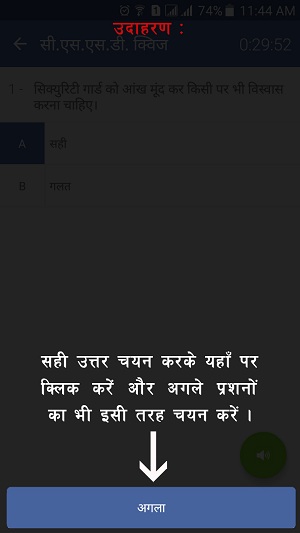 74% 11:44 AM
उदाहरण :
सी.एस.एस.डी. क्विज 0:29:52
1 - सिक्युरिटी गार्ड को आंख मूंद कर किसी पर भी विस्वास
करना चाहिए।
A सही
B गलत
सही उत्तर चयन करके यहाँ पर
क्लिक करें और अगले प्रशनों
का भी इसी तरह चयन करें ।
अगला